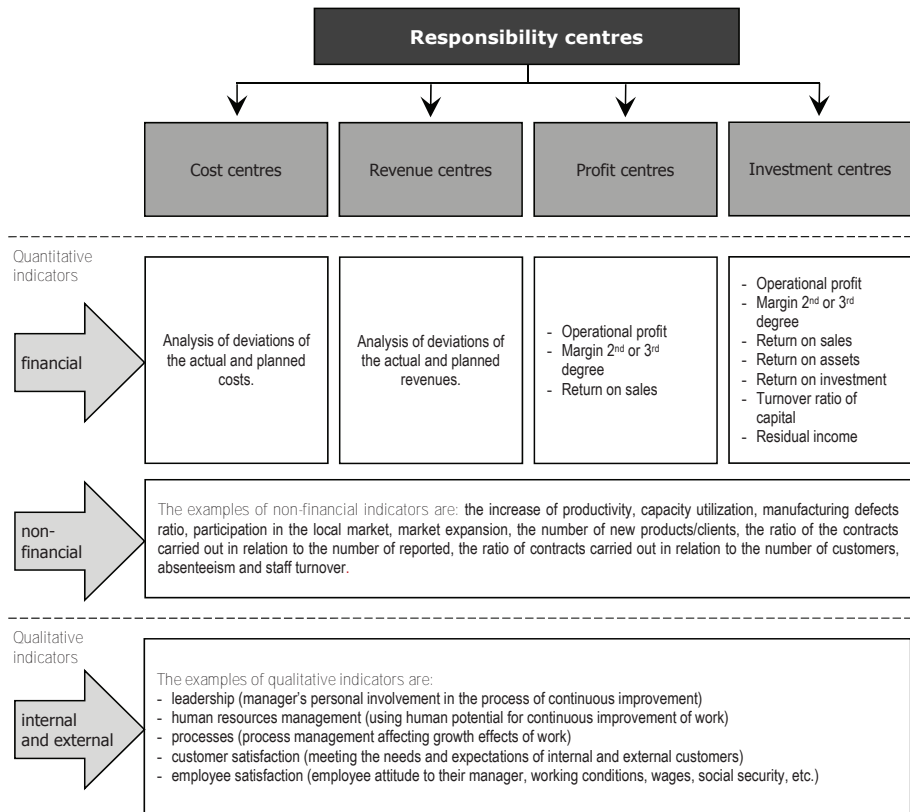 Responsibility centres
Cost centres
Revenue centres
Profit centres
Investment centres
Quantitative
indicators
financial
Analysis of deviations of
the actual and planned
costs.
Analysis of deviations of
the actual and planned
revenues.
- Operational profit
- Margin 2nd or 3rd
degree
- Return on sales
- Operational profit
- Margin 2nd or 3rd
degree
- Return on sales
- Return on assets
- Return on investment
- Turnover ratio of
capital
- Residual income
non-
financial
The examples of non-financial indicators are: the increase of productivity, capacity utilization, manufacturing defects
ratio, participation in the local market, market expansion, the number of new products/clients, the ratio of the contracts
carried out in relation to the number of reported, the ratio of contracts carried out in relation to the number of customers,
absenteeism and staff turnover.
Qualitative
indicators
internal
and external
The examples of qualitative indicators are:
- leadership (manager's personal involvement in the process of continuous improvement)
- human resources management (using human potential for continuous improvement of work)
- processes (process management affecting growth effects of work)
- customer satisfaction (meeting the needs and expectations of internal and external customers)
- employee satisfaction (employee attitude to their manager, working conditions, wages, social security, etc.)